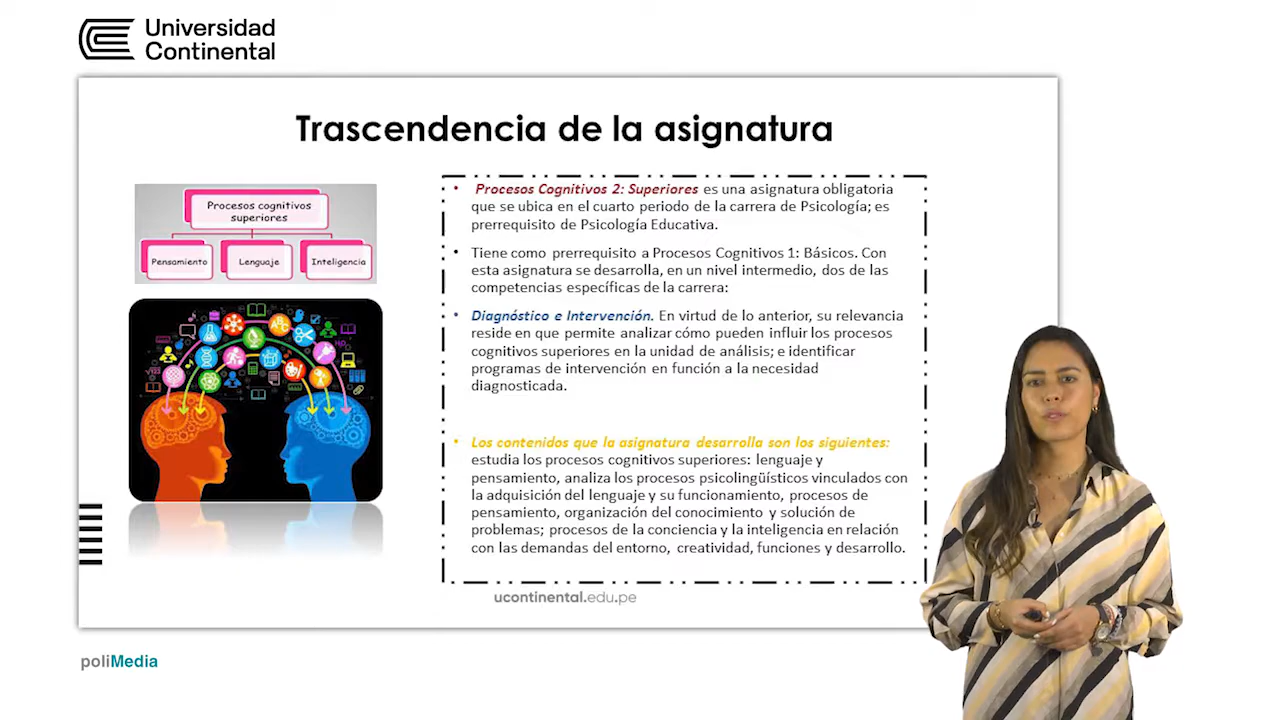 Universidad
Continental
Trascendencia de la asignatura
Procesos cognitivos
superiores
Pensamiento
Lenguaje
Inteligencia
• Procesos Cognitivos 2: Superiores es una asignatura obligatoria
que se ubica en el cuarto periodo de la carrera de Psicología; es
prerrequisito de Psicología Educativa.
• Tiene como prerrequisito a Procesos Cognitivos 1: Básicos. Con
esta asignatura se desarrolla, en un nivel intermedio, dos de las
competencias específicas de la carrera:
• Diagnóstico e Intervención. En virtud de lo anterior, su relevancia
reside en que permite analizar cómo pueden influir los procesos
cognitivos superiores en la unidad de análisis; e identificar
programas de intervención en función a la necesidad
diagnosticada.
• Los contenidos que la asignatura desarrolla son los siguientes:
estudia los procesos cognitivos superiores: lenguaje y
pensamiento, analiza los procesos psicolingüísticos vinculados con
la adquisición del lenguaje y su funcionamiento, procesos de
pensamiento, organización del conocimiento y solución de
problemas; procesos de la conciencia y la inteligencia en relación
con las demandas del entorno, creatividad, funciones y desarrollo.
ucontinental.edu.pe
poliMedia